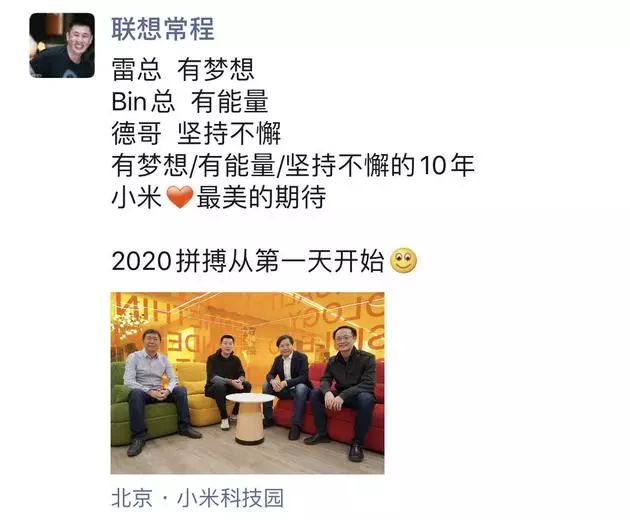 联想常程
雷总 有梦想
Bin总 有能量
德哥 坚持不懈
有梦想/有能量/坚持不懈的10年
小米❤️最美的期待
2020拼搏从第一天开始🙂
OLOGY
THIN
北京·小米科技园